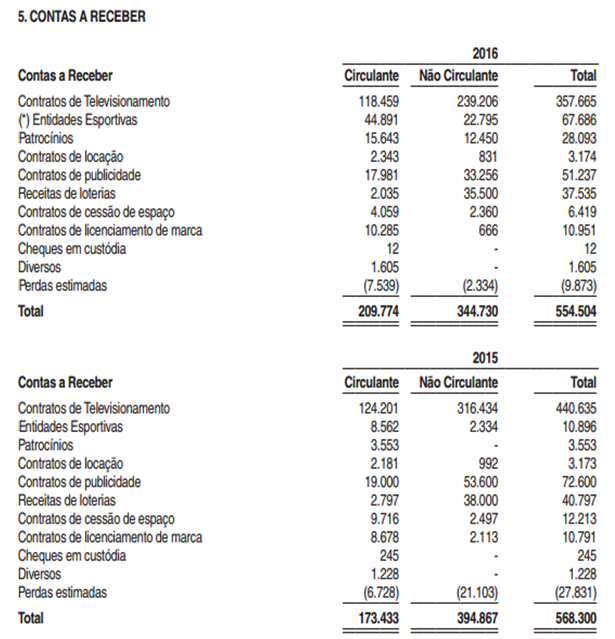 5. CONTAS A RECEBER
2016
Contas a Receber Circulante Não Circulante Total
Contratos de Televisionamento 118.459 239.206 357.665
(*) Entidades Esportivas 44.891 22.795 67.686
Patrocínios 15.643 12.450 28.093
Contratos de locação 2.343 831 3.174
Contratos de publicidade 17.981 33.256 51.237
Receitas de loterias 2.035 35.500 37.535
Contratos de cessão de espaço 4.059 2.360 6.419
Contratos de licenciamento de marca 10.285 666 10.951
Cheques em custódia 12 - 12
Diversos 1.605 - 1.605
Perdas estimadas (7.539) (2.334) (9.873)
Total 209.774 344.730 554.504
2015
Contas a Receber Circulante Não Circulante Total
Contratos de Televisionamento 124.201 316.434 440.635
Entidades Esportivas 8.562 2.334 10.896
Patrocínios 3.553 - 3.553
Contratos de locação 2.181 992 3.173
Contratos de publicidade 19.000 53.600 72.600
Receitas de loterias 2.797 38.000 40.797
Contratos de cessão de espaço 9.716 2.497 12.213
Contratos de licenciamento de marca 8.678 2.113 10.791
Cheques em custódia 245 - 245
Diversos 1.228 - 1.228
Perdas estimadas (6.728) (21.103) (27.831)
Total 173.433 394.867 568.300